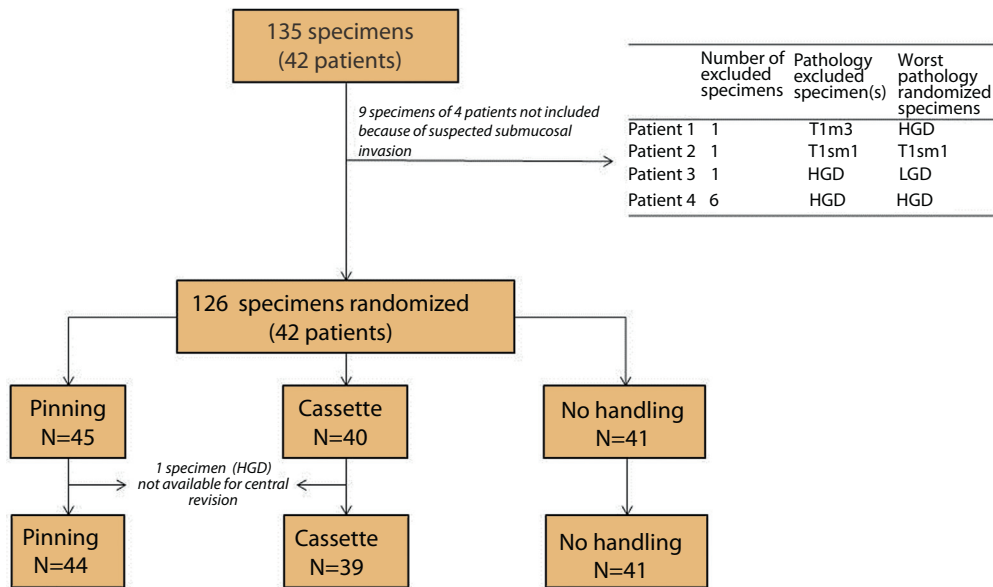 135 specimens
(42 patients)
9 specimens of 4 patients not included
because of suspected submucosal
invasion
Number of excluded specimens Pathology excluded specimen(s) Worst pathology randomized specimens
Patient 1 1 T1m3 HGD
Patient 2 1 T1sm1 T1sm1
Patient 3 1 HGD LGD
Patient 4 6 HGD HGD
126 specimens randomized
(42 patients)
Pinning
N=45
Cassette
N=40
No handling
N=41
1 specimen (HGD)
not available for central
revision
Pinning
N=44
Cassette
N=39
No handling
N=41